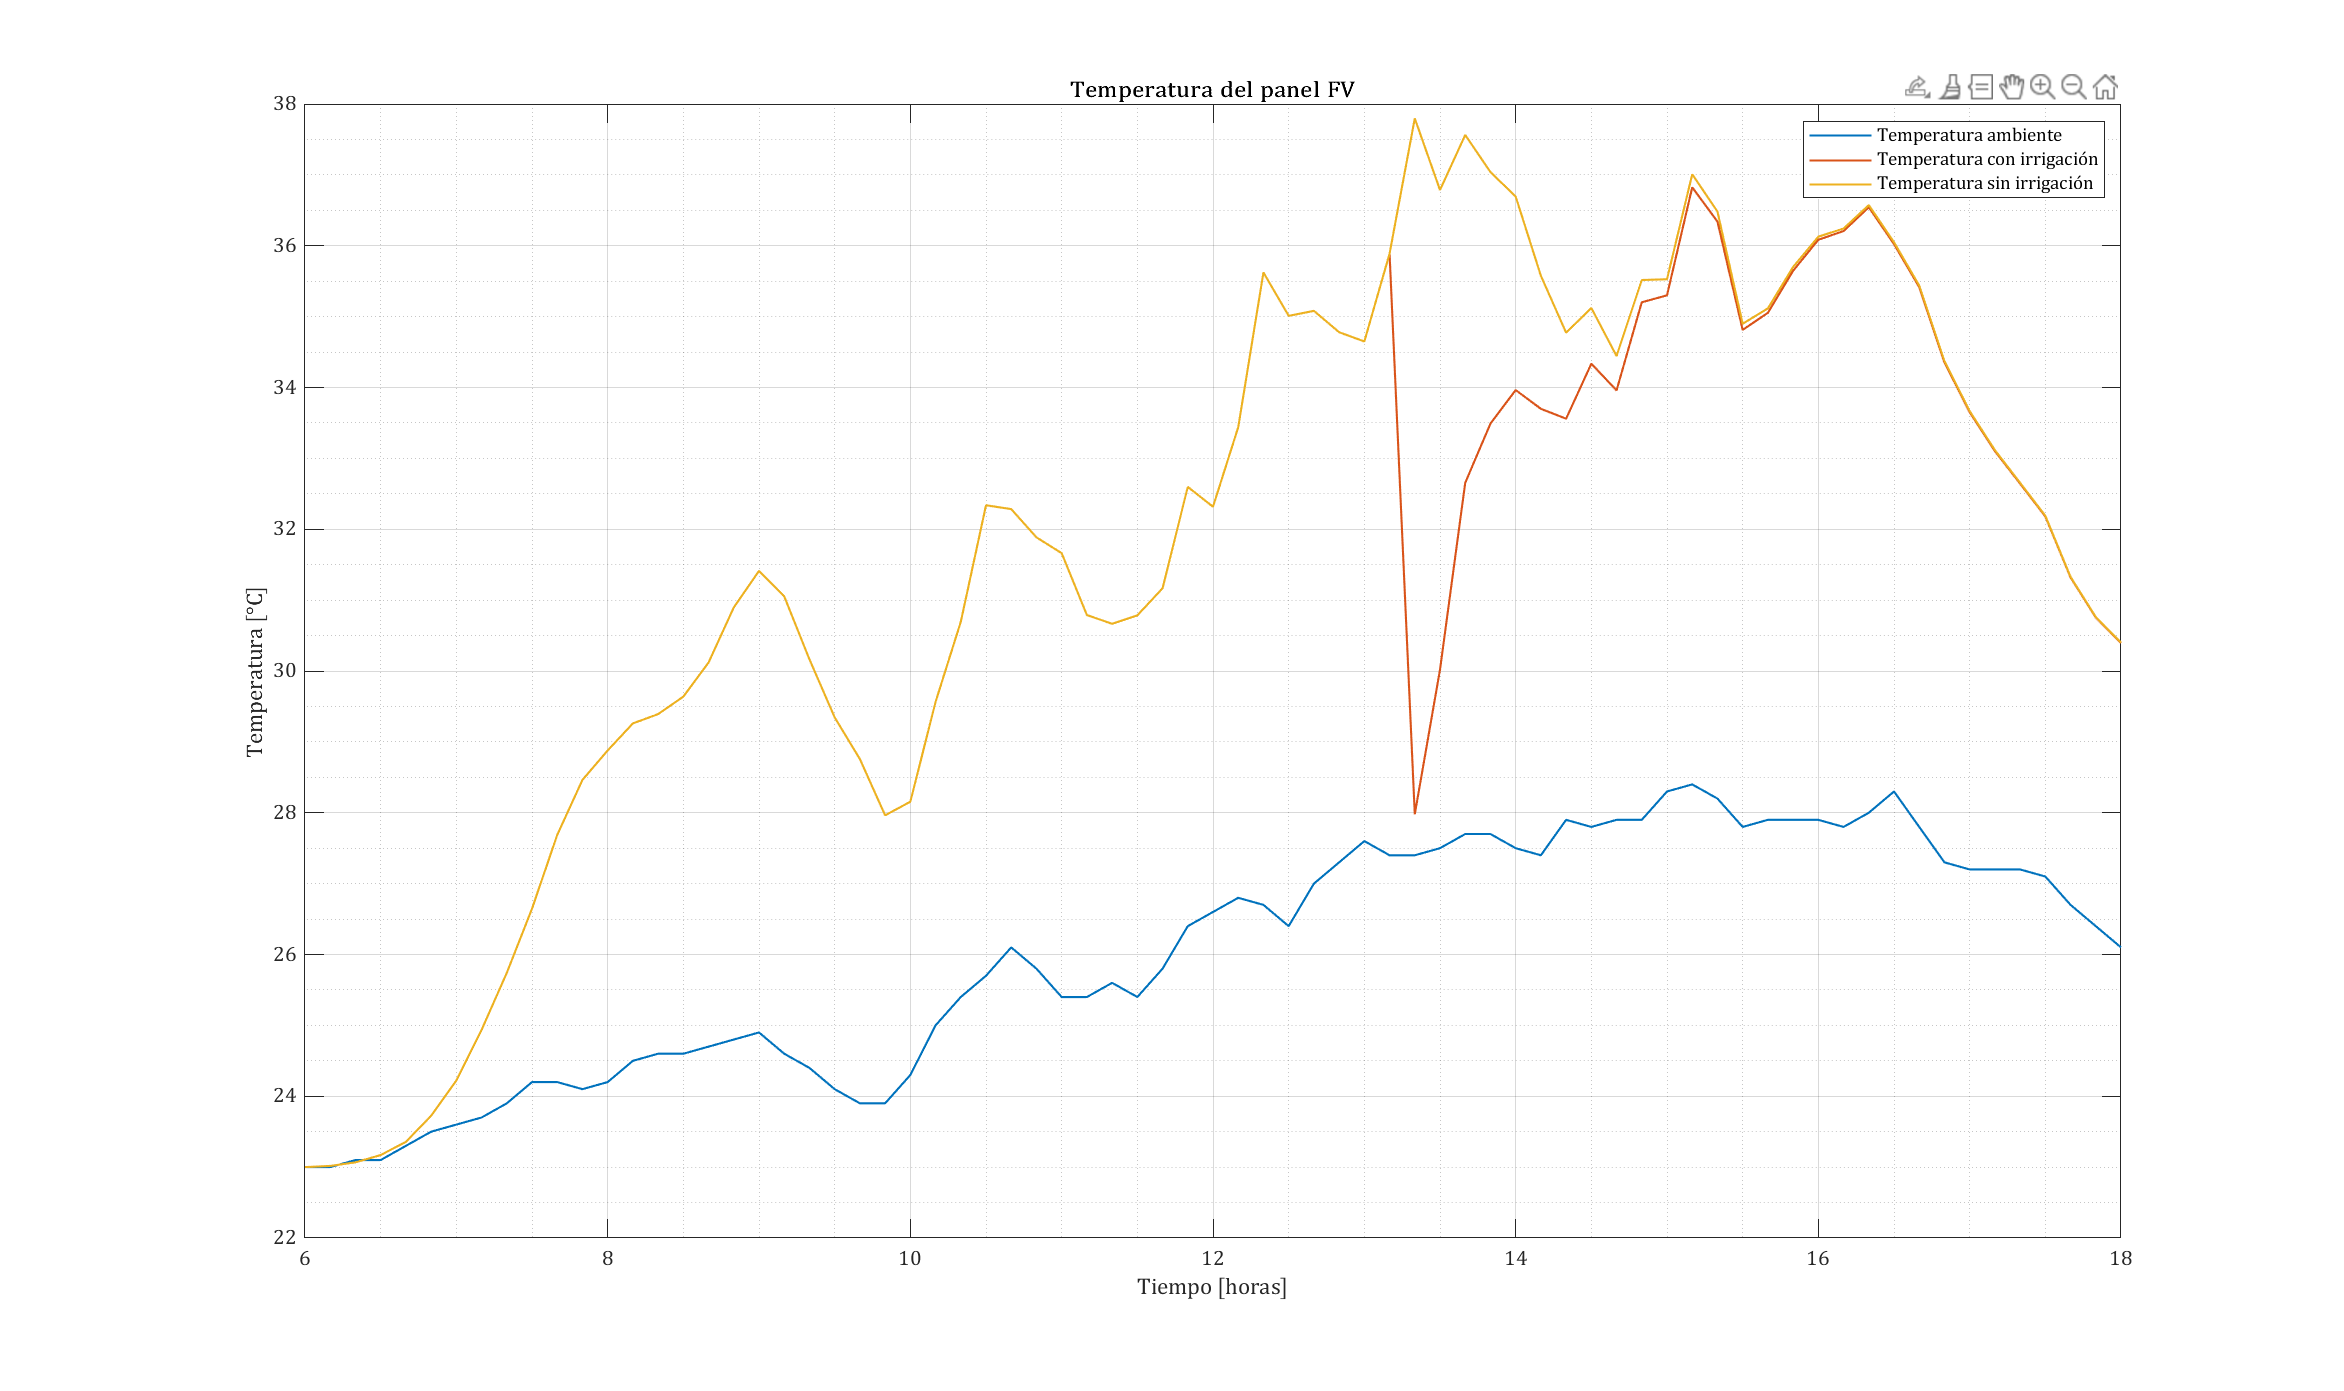 Temperatura del panel FV
Temperatura ambiente
Temperatura con irrigación
Temperatura sin irrigación
38
36
34
32
30
28
26
24
22
Temperatura [°C]
6 8 10 12 14 16 18
Tiempo [horas]